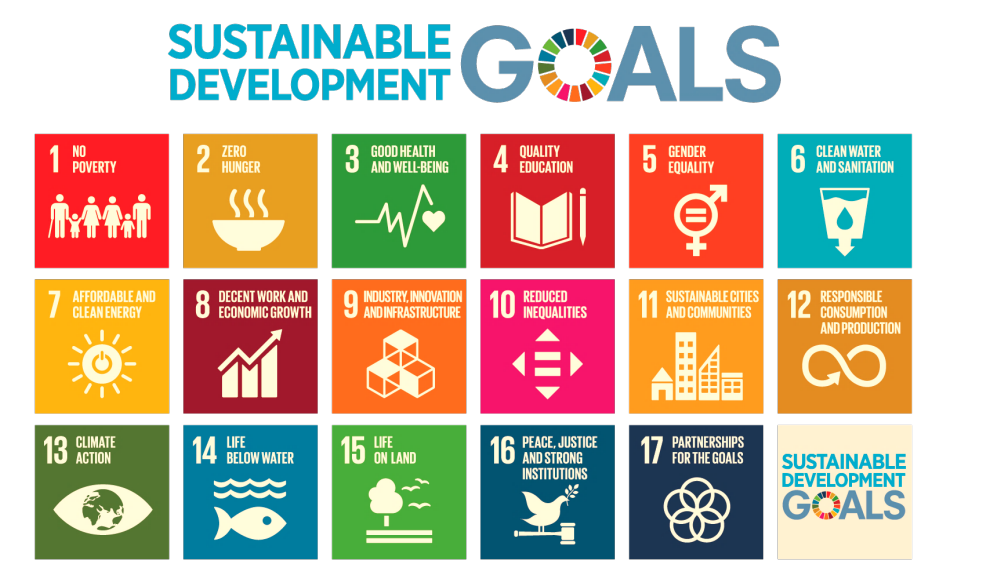 SUSTAINABLE
DEVELOPMENT
GOALS
1 NO
POVERTY
2 ZERO
HUNGER
3 GOOD HEALTH
AND WELL-BEING
4 QUALITY
EDUCATION
5 GENDER
EQUALITY
6 CLEAN WATER
AND SANITATION
7 AFFORDABLE AND
CLEAN ENERGY
8 DECENT WORK AND
ECONOMIC GROWTH
9 INDUSTRY, INNOVATION
AND INFRASTRUCTURE
10 REDUCED
INEQUALITIES
11 SUSTAINABLE CITIES
AND COMMUNITIES
12 RESPONSIBLE
CONSUMPTION
AND PRODUCTION
13 CLIMATE
ACTION
14 LIFE
BELOW WATER
15 LIFE
ON LAND
16 PEACE, JUSTICE
AND STRONG
INSTITUTIONS
17 PARTNERSHIPS
FOR THE GOALS
SUSTAINABLE
DEVELOPMENT
GOALS